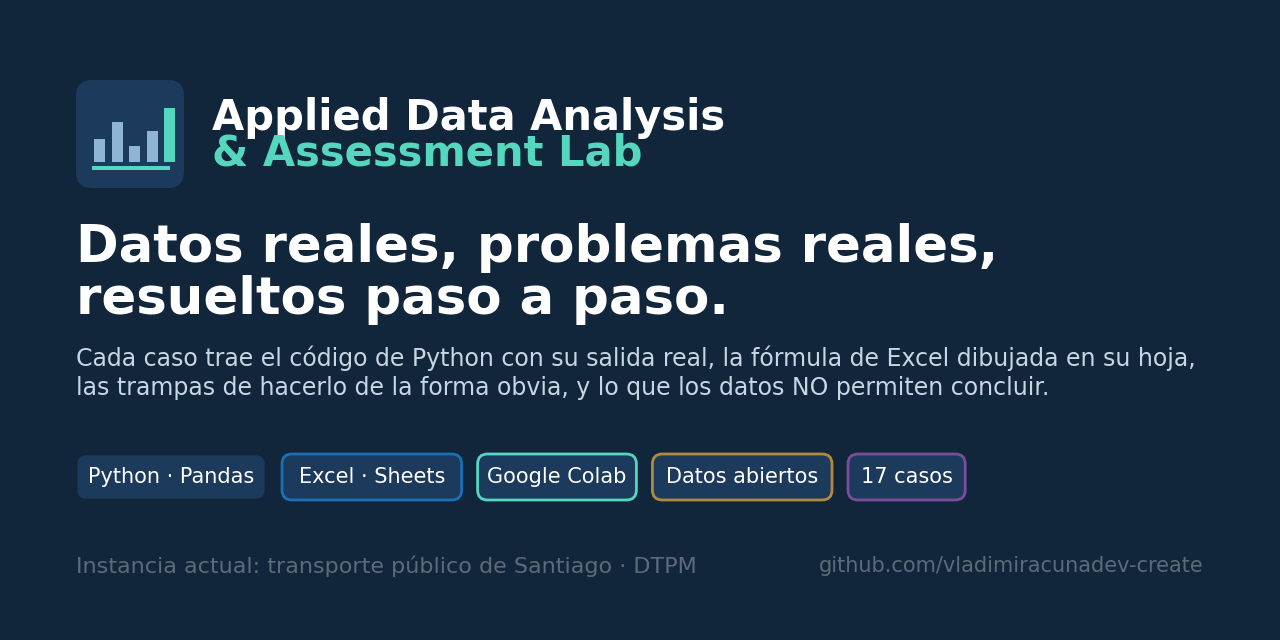 Applied Data Analysis
& Assessment Lab
Datos reales, problemas reales,
resueltos paso a paso.
Cada caso trae el código de Python con su salida real, la fórmula de Excel dibujada en su hoja,
las trampas de hacerlo de la forma obvia, y lo que los datos NO permiten concluir.
Python · Pandas
Excel · Sheets
Google Colab
Datos abiertos
17 casos
Instancia actual: transporte público de Santiago · DTPM
github.com/vladimiracunadev-create